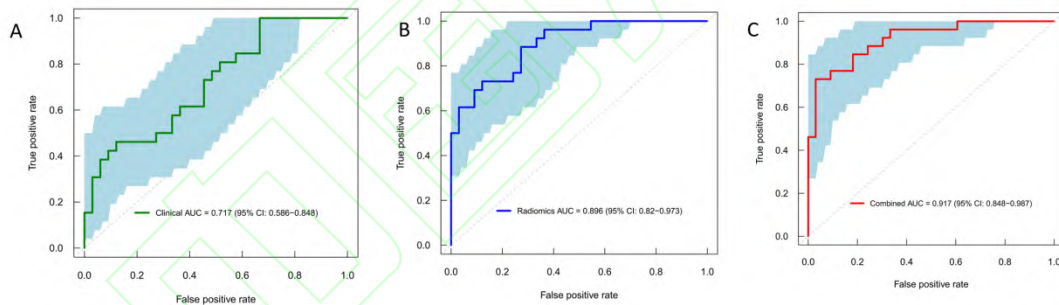 A
1.0
0.8
0.6
0.4
0.2
0.0
True positive rate
Clinical AUC = 0.717 (95% CI: 0.586−0.848)
0.0 0.2 0.4 0.6 0.8 1.0
False positive rate
B
1.0
0.8
0.6
0.4
0.2
0.0
True positive rate
Radiomics AUC = 0.896 (95% CI: 0.82−0.973)
0.0 0.2 0.4 0.6 0.8 1.0
False positive rate
C
1.0
0.8
0.6
0.4
0.2
0.0
True positive rate
Combined AUC = 0.917 (95% CI: 0.848−0.987)
0.0 0.2 0.4 0.6 0.8 1.0
False positive rate